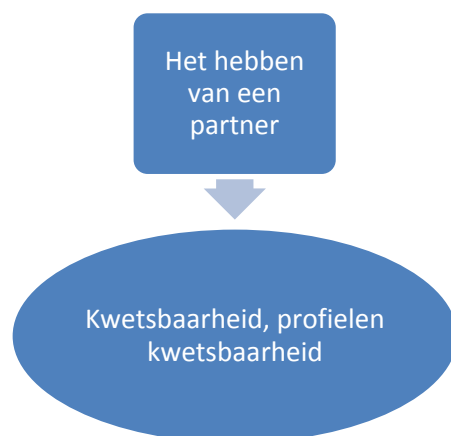 Het hebben
van een
partner
Kwetsbaarheid, profielen
kwetsbaarheid